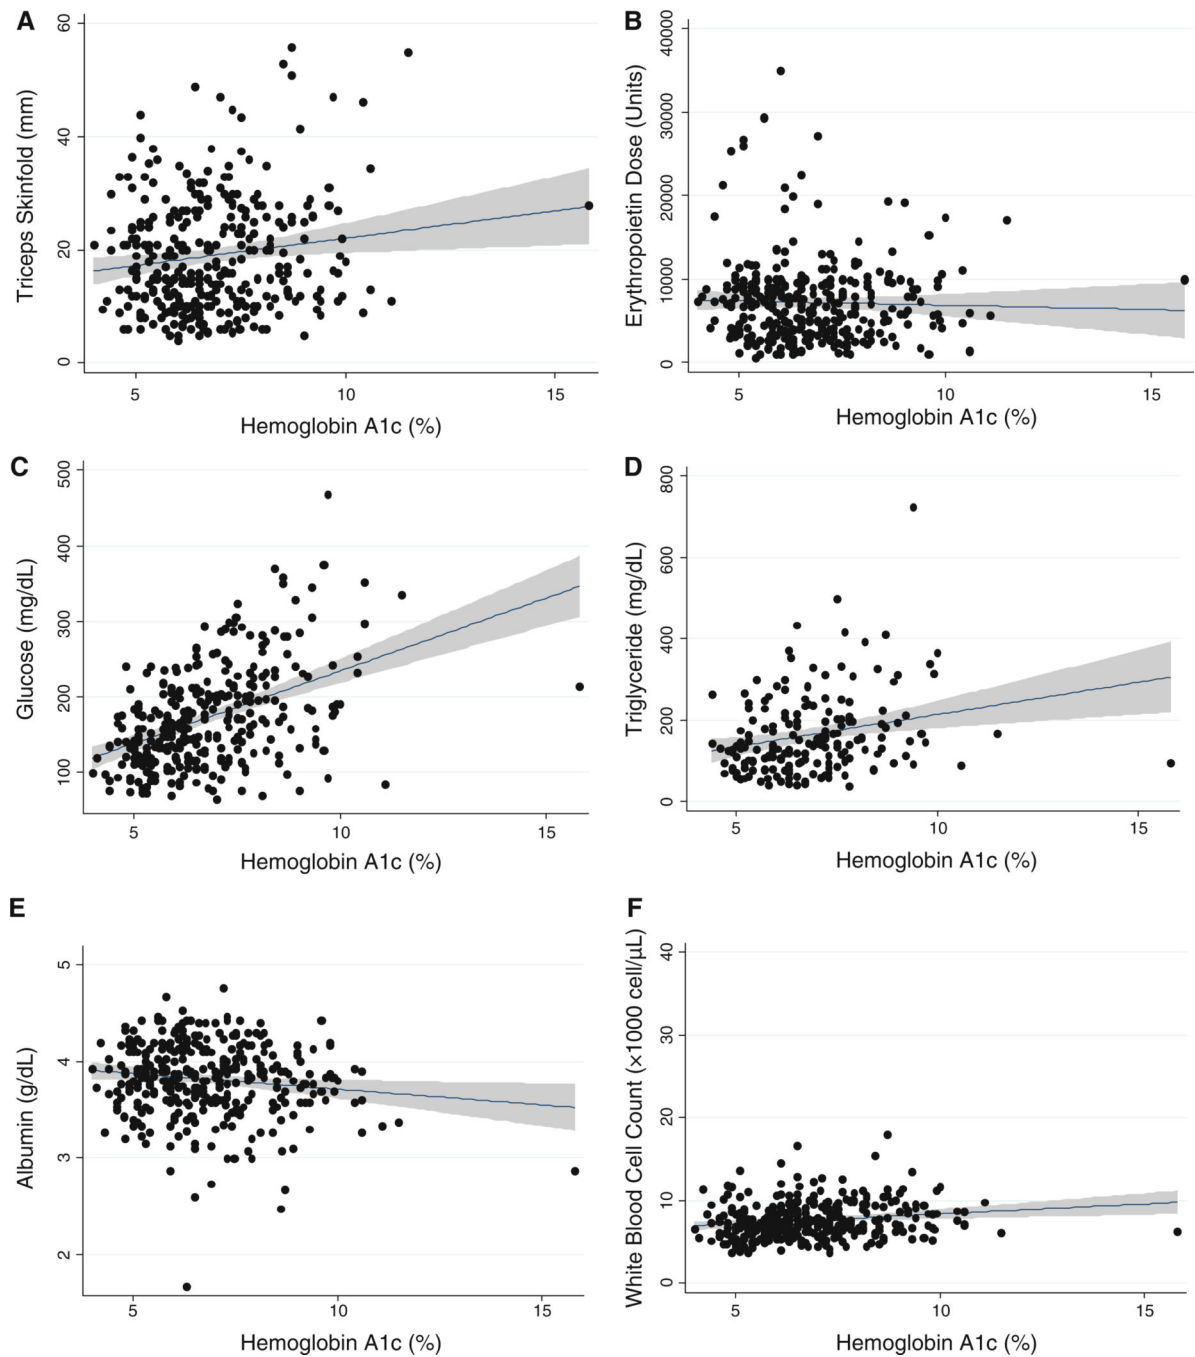 A
60
40
20
0
Triceps Skinfold (mm)
5
10
15
Hemoglobin A1c (%)
B
40000
30000
20000
10000
0
Erythropoietin Dose (Units)
5
10
15
Hemoglobin A1c (%)
C
500
400
300
200
100
Glucose (mg/dL)
5
10
15
Hemoglobin A1c (%)
D
800
600
400
200
0
Triglyceride (mg/dL)
5
10
15
Hemoglobin A1c (%)
E
5
4
3
2
Albumin (g/dL)
5
10
15
Hemoglobin A1c (%)
F
40
30
20
10
0
White Blood Cell Count (×1000 cell/μL)
5
10
15
Hemoglobin A1c (%)